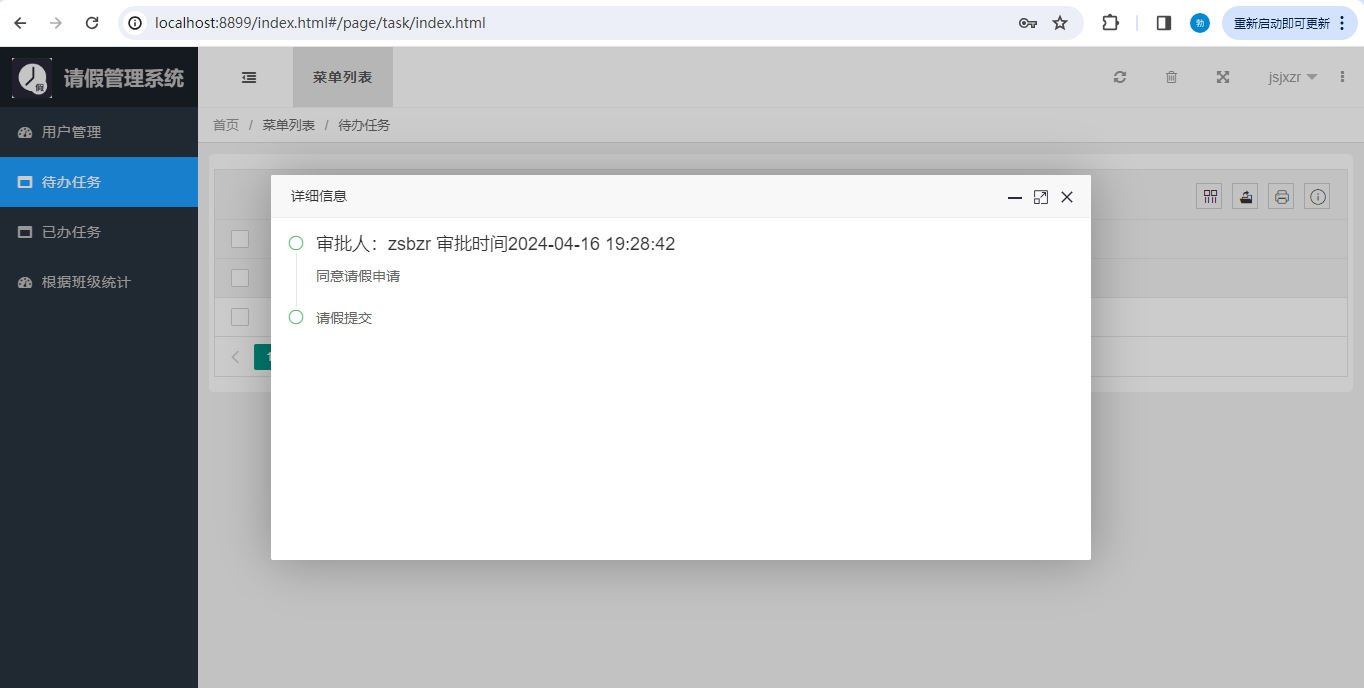 localhost:8899/index.html#/page/task/index.html
勃
重新启动即可更新
假
请假管理系统
菜单列表
jsjxzr
用户管理
首页 / 菜单列表 / 待办任务
待办任务
已办任务
根据班级统计
详细信息
审批人：zsbzr 审批时间2024-04-16 19:28:42
同意请假申请
请假提交